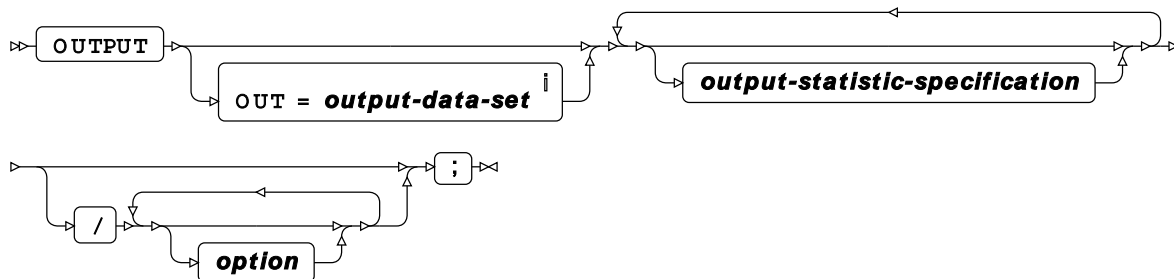 OUTPUT
OUT = output-data-set i
output-statistic-specification
/ ;
option